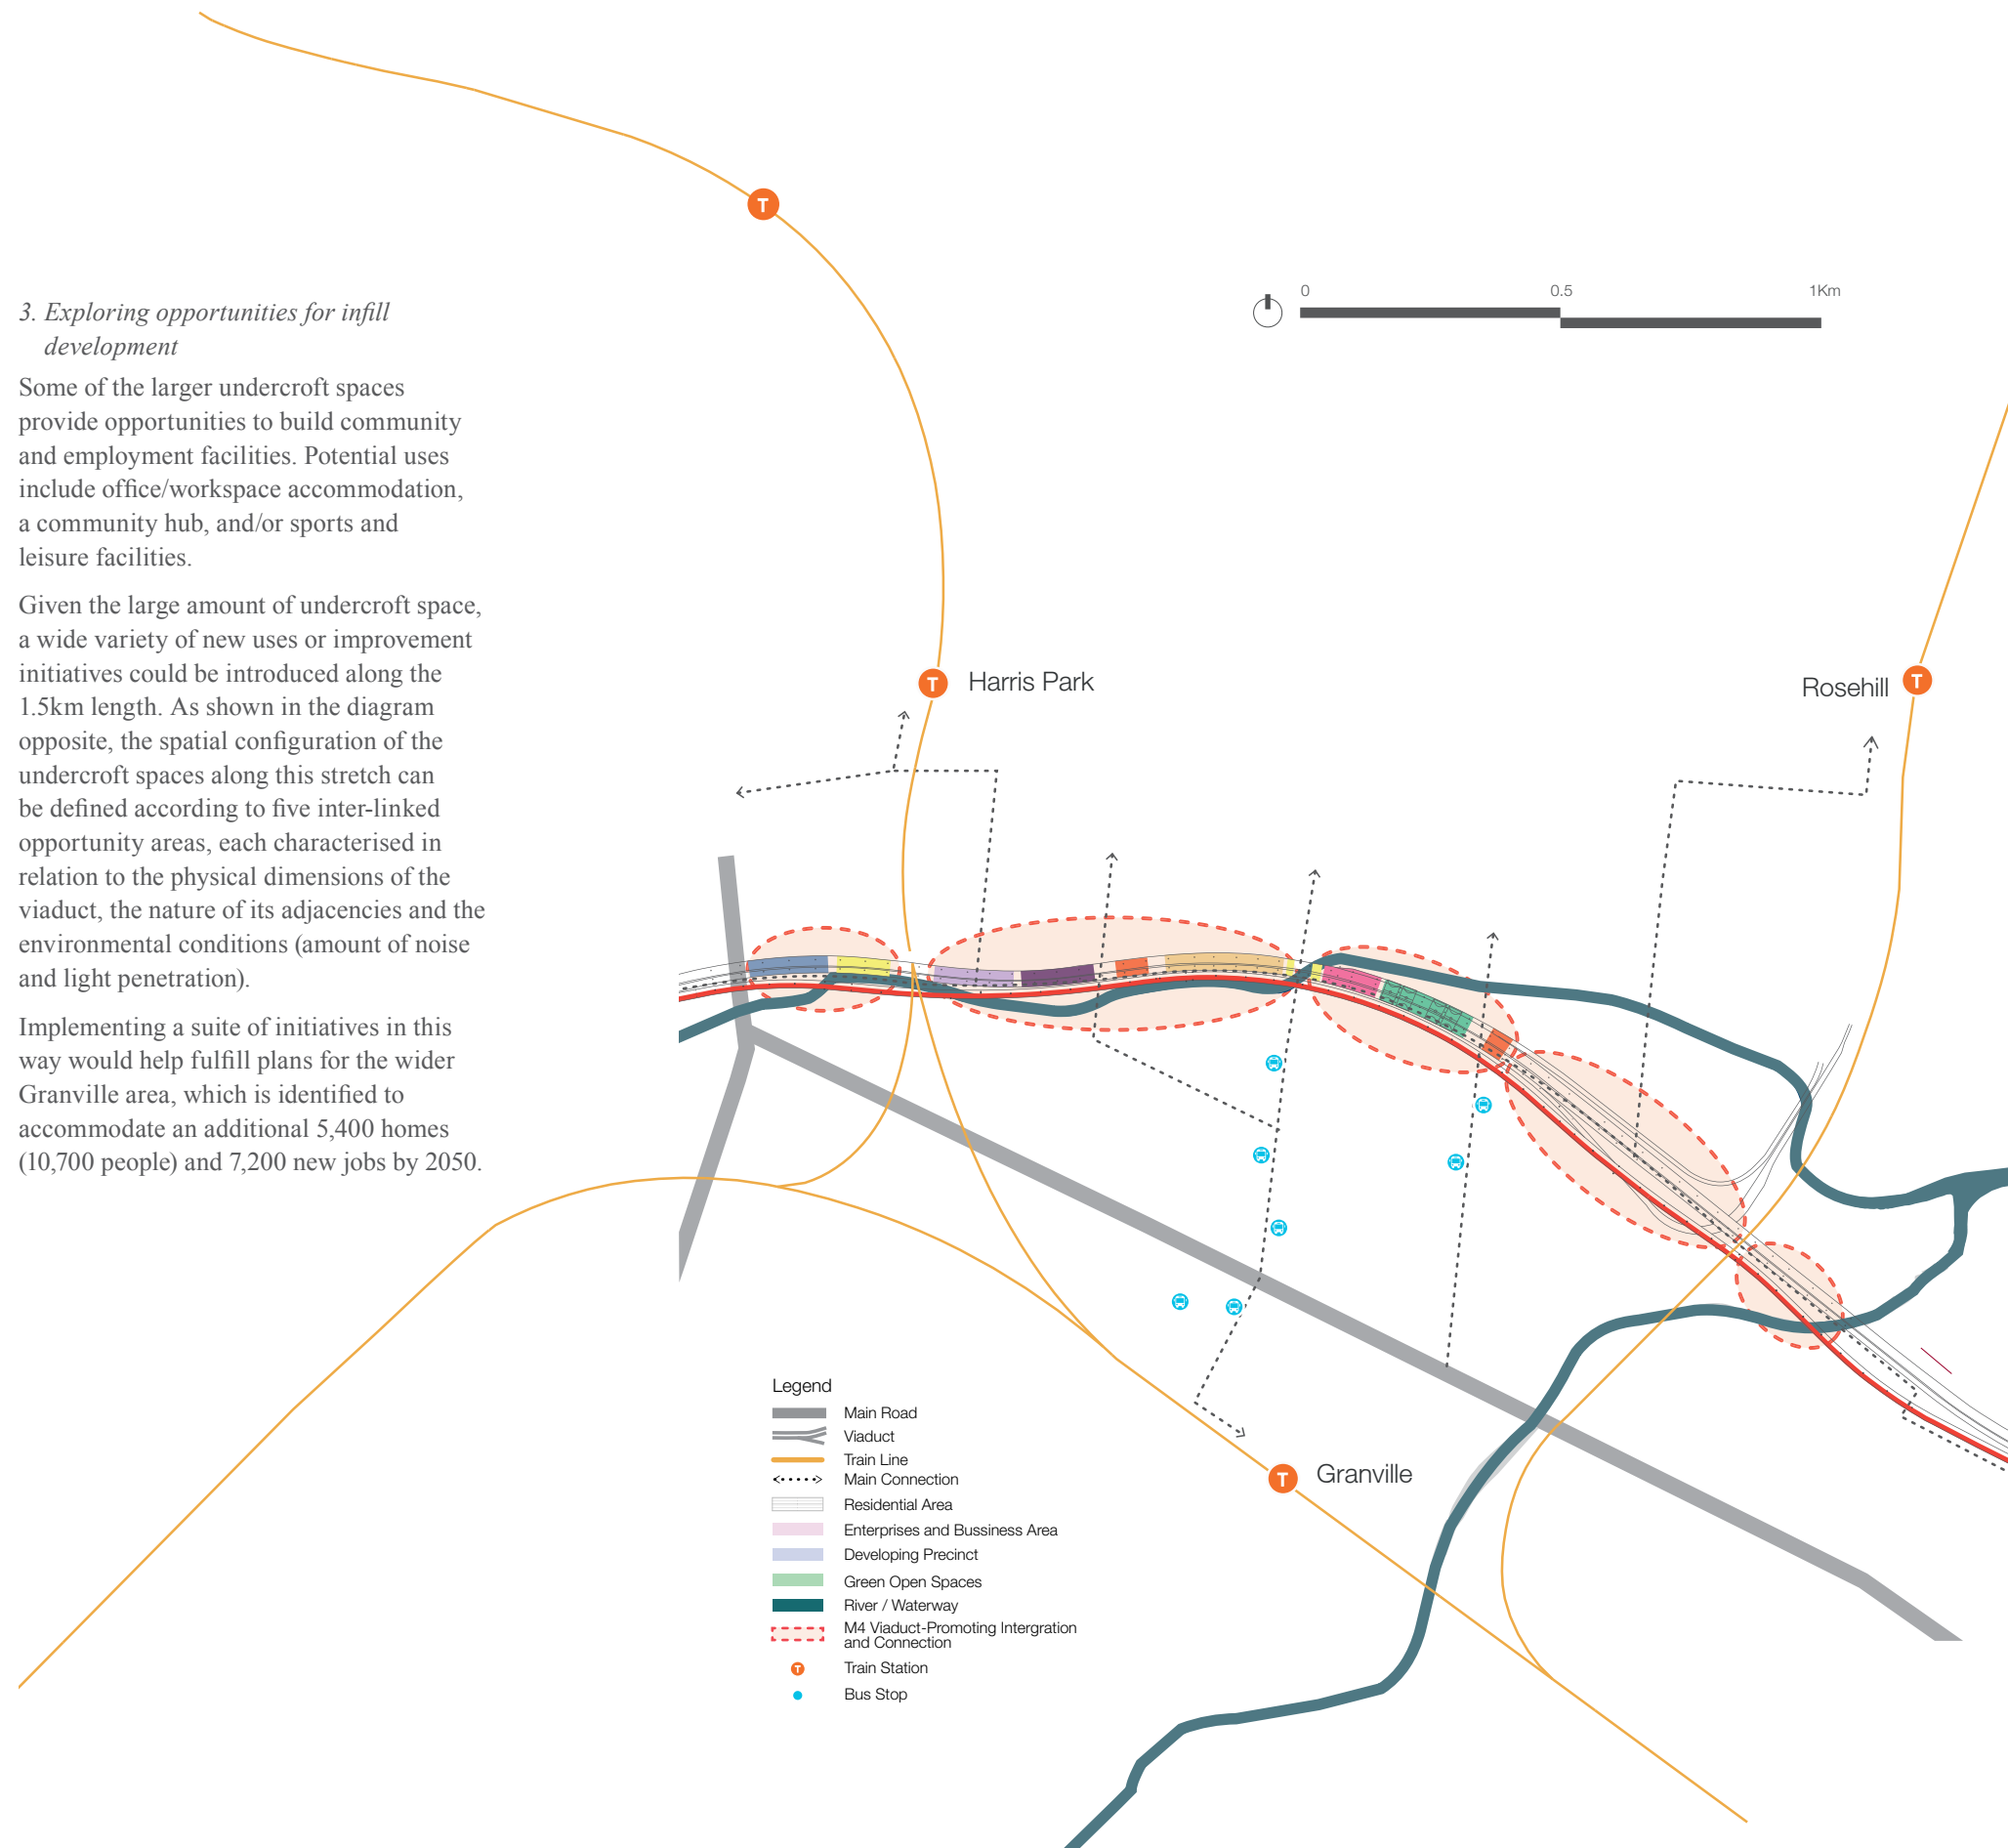 3. Exploring opportunities for infill
development
Some of the larger undercroft spaces
provide opportunities to build community
and employment facilities. Potential uses
include office/workspace accommodation,
a community hub, and/or sports and
leisure facilities.
Given the large amount of undercroft space,
a wide variety of new uses or improvement
initiatives could be introduced along the
1.5km length. As shown in the diagram
opposite, the spatial configuration of the
undercroft spaces along this stretch can
be defined according to five inter-linked
opportunity areas, each characterised in
relation to the physical dimensions of the
viaduct, the nature of its adjacencies and the
environmental conditions (amount of noise
and light penetration).
Implementing a suite of initiatives in this
way would help fulfill plans for the wider
Granville area, which is identified to
accommodate an additional 5,400 homes
(10,700 people) and 7,200 new jobs by 2050.
T
0 0.5 1Km
T Harris Park
Rosehill T
T Granville
Legend
Main Road
Viaduct
Train Line
Main Connection
Residential Area
Enterprises and Bussiness Area
Developing Precinct
Green Open Spaces
River / Waterway
M4 Viaduct-Promoting Intergration
and Connection
T Train Station
Bus Stop